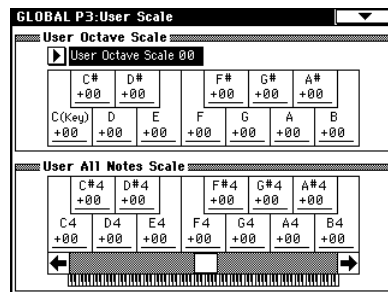 GLOBAL P3:User Scale
User Octave Scale
User Octave Scale 00
C# D# F# G# A#
+00 +00 +00 +00 +00
C(Key) D E F G A B
+00 +00 +00 +00 +00 +00 +00
User All Notes Scale
C#4 D#4 F#4 G#4 A#4
+00 +00 +00 +00 +00
C4 D4 E4 F4 G4 A4 B4
+00 +00 +00 +00 +00 +00 +00